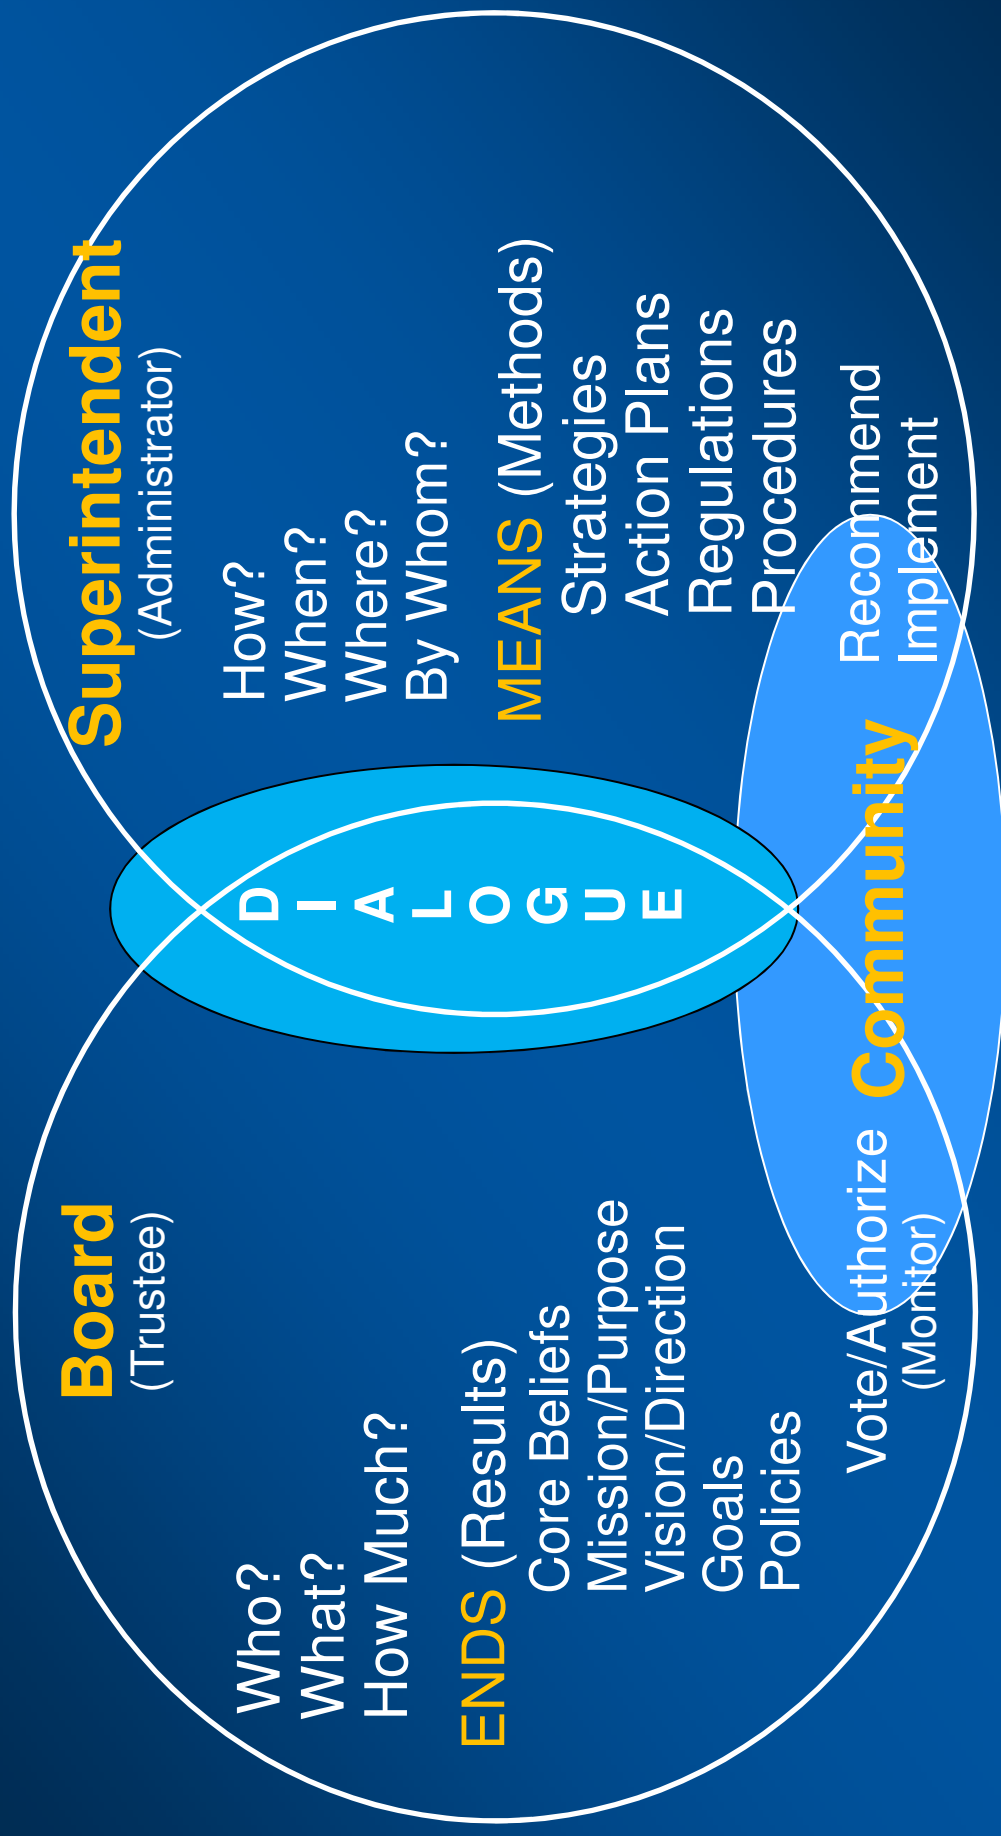 Board
(Trustee)
Who?
What?
How Much?
ENDS (Results)
Core Beliefs
Mission/Purpose
Vision/Direction
Goals
Policies
Vote/Authorize
(Monitor)
D
I
A
L
O
G
U
E
Community
Superintendent
(Administrator)
How?
When?
Where?
By Whom?
MEANS (Methods)
Strategies
Action Plans
Regulations
Procedures
Recommend
Implement